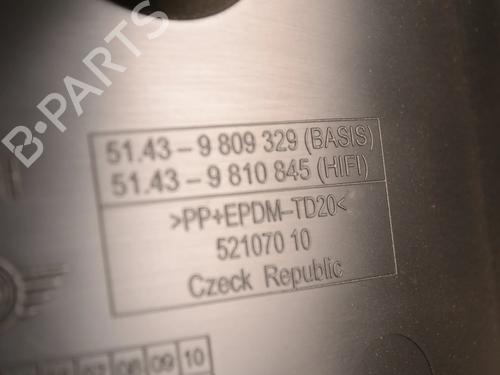 B-PARTS
51.43-9 809 329 (BASIS)
51.43-9 810 845 (HIFI)
>PP+EPDM-TD20<
521070 10
Czeck Republic
08 09 10